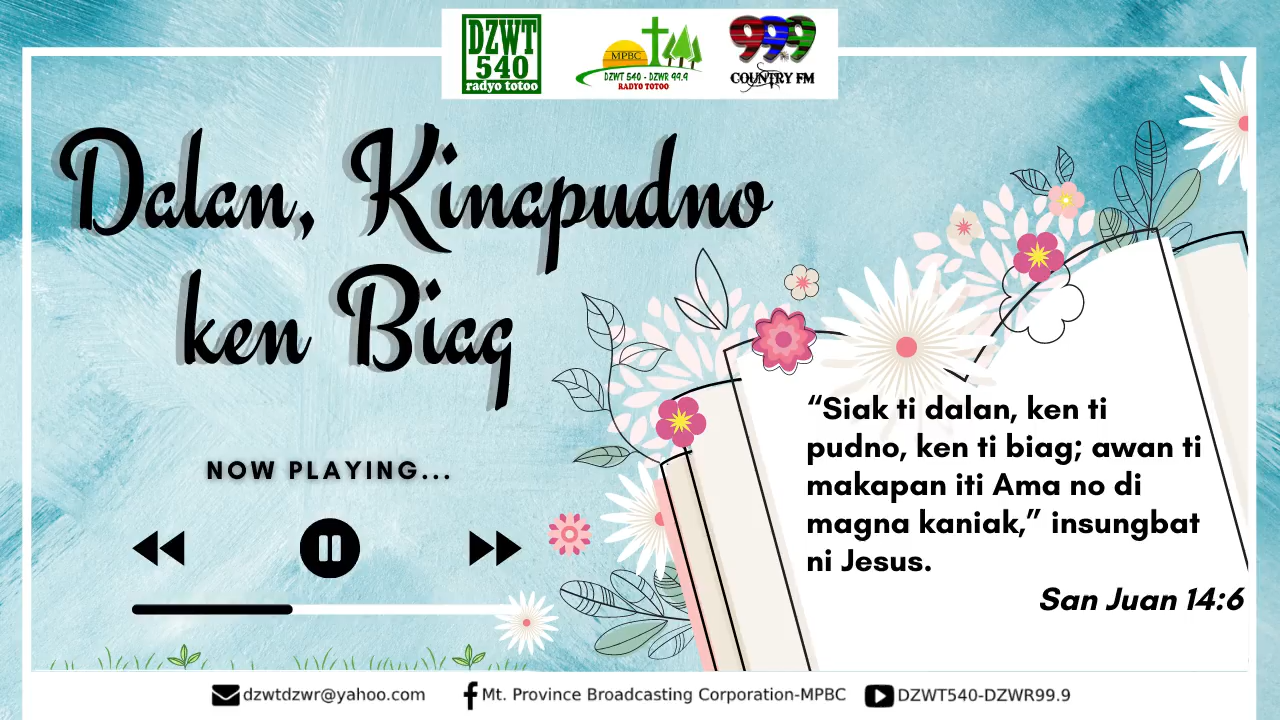 DZWT
540
radyo totoo
MPBC
DZWT 540 - DZWR 99.9
RADYO TOTOO
99.9
FM
COUNTRY FM
Dalan, Kinapudno
ken Biag
NOW PLAYING...
“Siak ti dalan, ken ti
pudno, ken ti biag; awan ti
makapan iti Ama no di
magna kaniak,” insungbat
ni Jesus.
San Juan 14:6
dzwtdzwr@yahoo.com
Mt. Province Broadcasting Corporation-MPBC
DZWT540-DZWR99.9